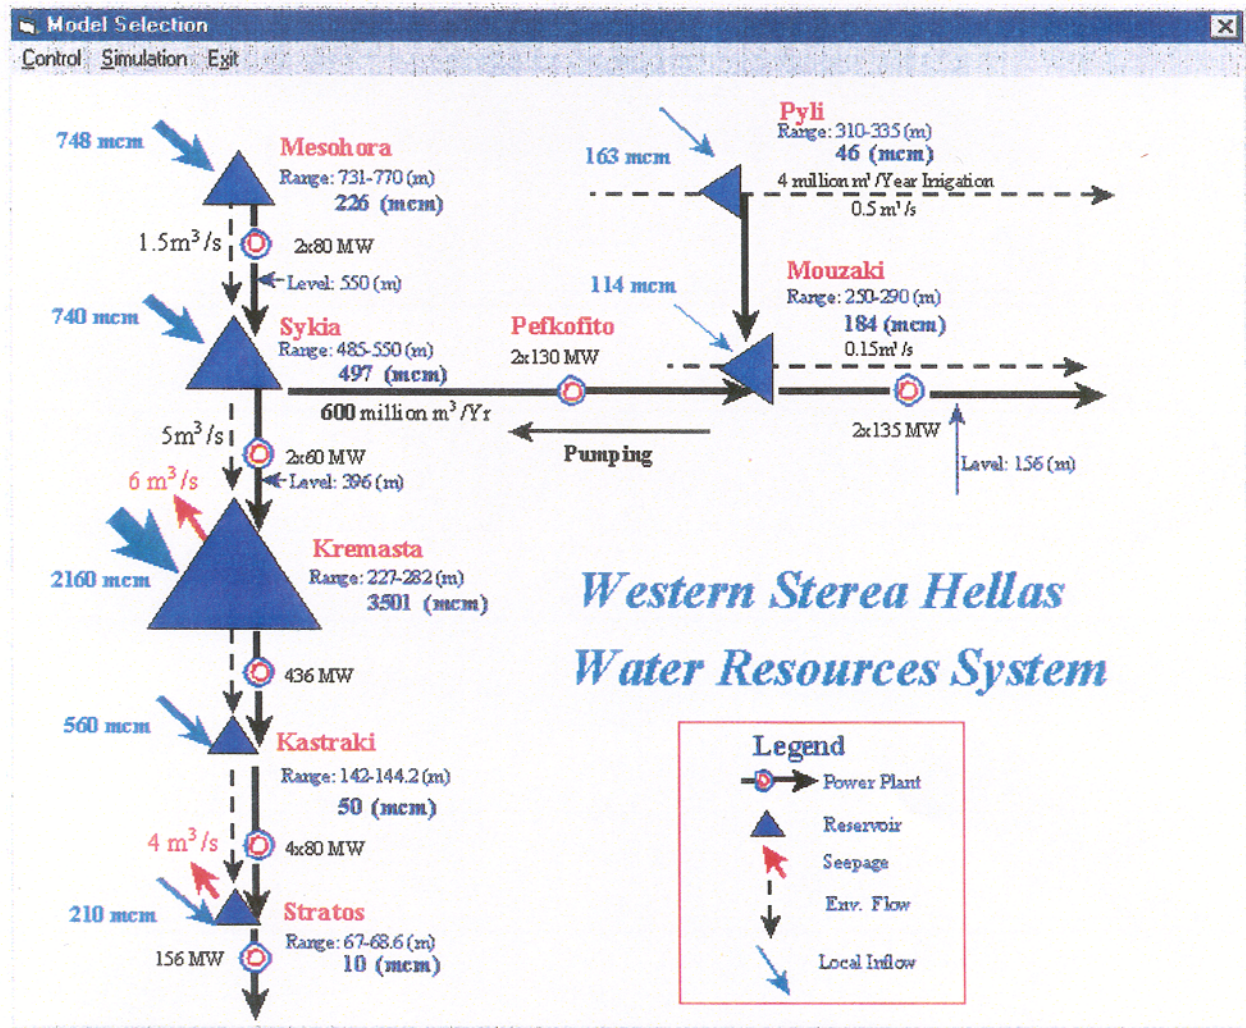 Model Selection
Control Simulation Exit
748 mcm
Mesohora
Range: 731-770 (m)
226 (mcm)
1.5m³/s
2x80 MW
Level: 550 (m)
740 mcm
Sykia
Range: 485-550 (m)
497 (mcm)
600 million m³/Yr
5m³/s
2x60 MW
Level: 396 (m)
6 m³/s
2160 mcm
Kremasta
Range: 227-282 (m)
3501 (mcm)
436 MW
560 mcm
Kastraki
Range: 142-144.2 (m)
50 (mcm)
4 m³/s
4x80 MW
210 mcm
Stratos
Range: 67-68.6 (m)
10 (mcm)
156 MW
Pyli
Range: 310-335 (m)
46 (mcm)
163 mcm
4 million m³/Year Irrigation
0.5 m³/s
114 mcm
Mouzaki
Range: 250-290 (m)
184 (mcm)
0.15m³/s
Pefkofito
2x130 MW
Pumping
2x135 MW
Level: 156 (m)
Western Sterea Hellas
Water Resources System
Legend
Power Plant
Reservoir
Seepage
Env. Flow
Local Inflow